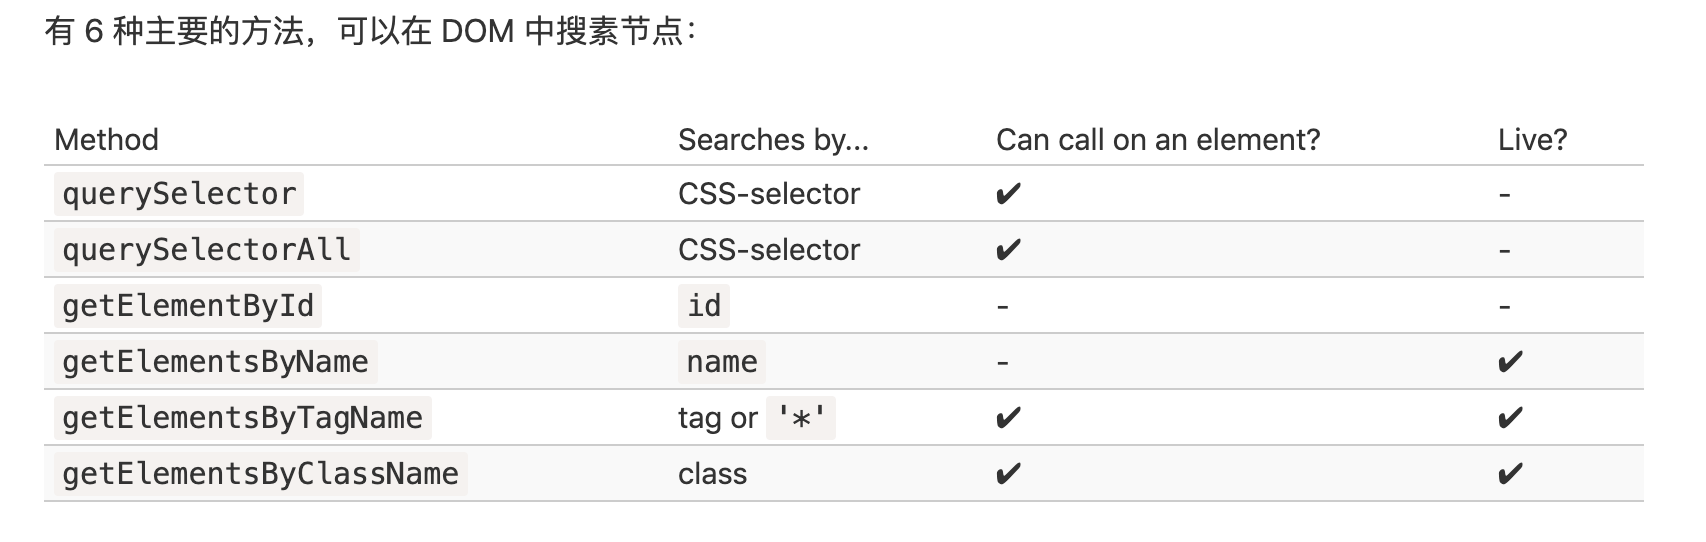 有 6 种主要的方法，可以在 DOM 中搜素节点：
Method Searches by... Can call on an element? Live?
querySelector CSS-selector ✔ -
querySelectorAll CSS-selector ✔ -
getElementById id - -
getElementsByName name - ✔
getElementsByTagName tag or '*' ✔ ✔
getElementsByClassName class ✔ ✔